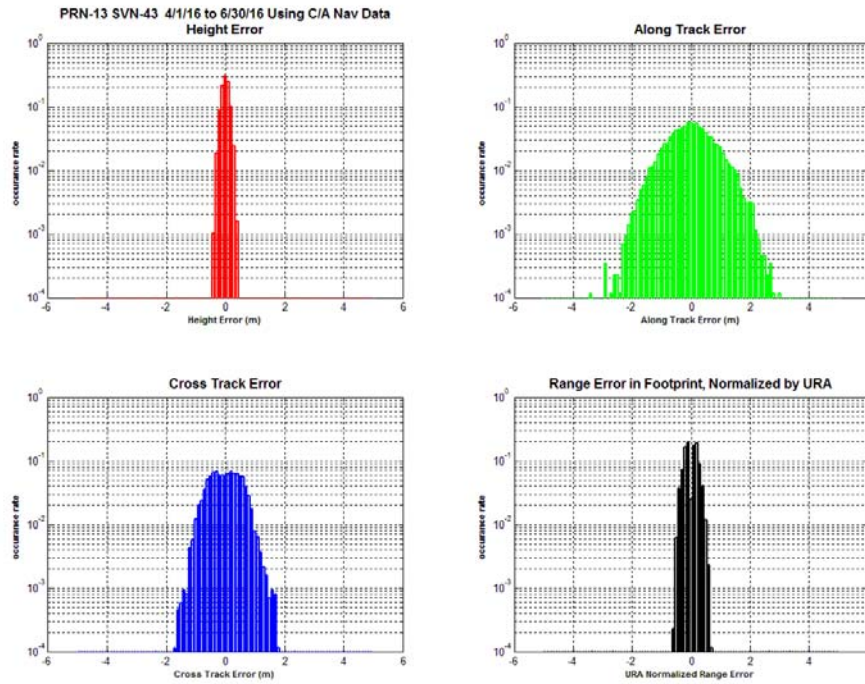 PRN-13 SVN-43 4/1/16 to 6/30/16 Using C/A Nav Data
Height Error
10^0
10^-1
10^-2
10^-3
10^-4
occurance rate
-6 -4 -2 0 2 4 6
Height Error (m)
Along Track Error
10^0
10^-1
10^-2
10^-3
10^-4
occurance rate
-6 -4 -2 0 2 4 6
Along Track Error (m)
Cross Track Error
10^0
10^-1
10^-2
10^-3
10^-4
occurance rate
-6 -4 -2 0 2 4 6
Cross Track Error (m)
Range Error in Footprint, Normalized by URA
10^0
10^-1
10^-2
10^-3
10^-4
occurance rate
-6 -4 -2 0 2 4 6
URA Normalized Range Error